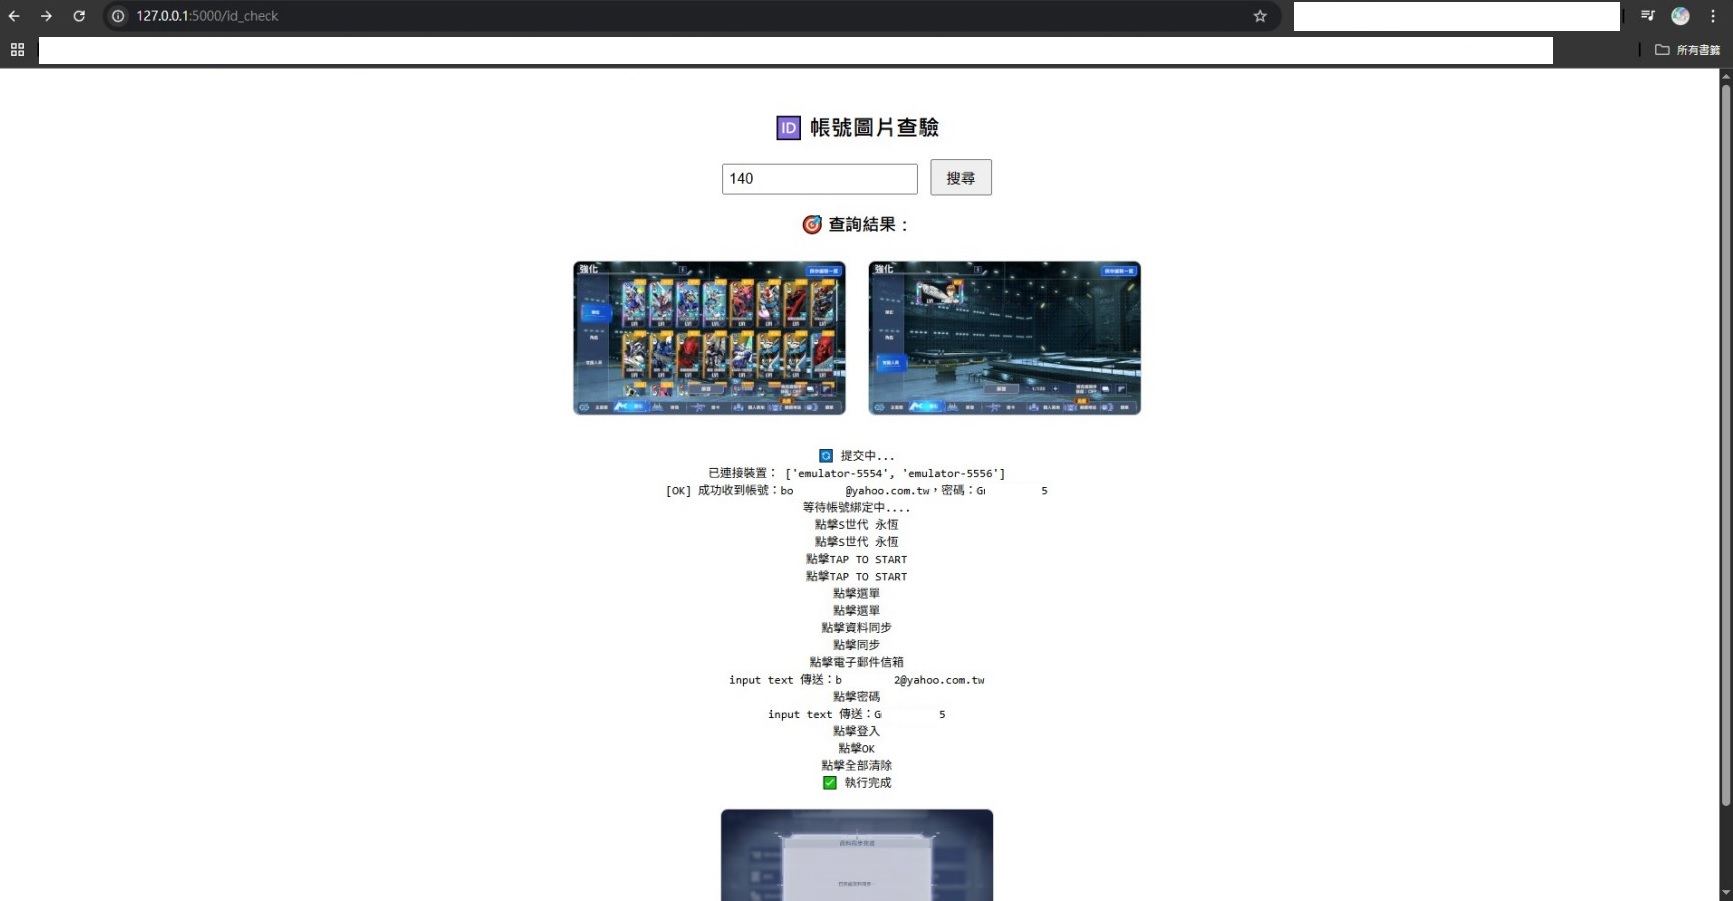 127.0.0.1:5000/id_check
所有書籤
ID 帳號圖片查驗
140
搜尋
🎯 查詢結果：
強化
強化
1/100
🔄 提交中...
已連接裝置： ['emulator-5554', 'emulator-5556']
[OK] 成功收到帳號：bo @yahoo.com.tw，密碼：G 5
等待帳號綁定中....
點擊S世代 永恆
點擊S世代 永恆
點擊TAP TO START
點擊TAP TO START
點擊選單
點擊選單
點擊資料同步
點擊同步
點擊電子郵件信箱
input text 傳送：b 2@yahoo.com.tw
點擊密碼
input text 傳送：G 5
點擊登入
點擊OK
點擊全部清除
✅ 執行完成